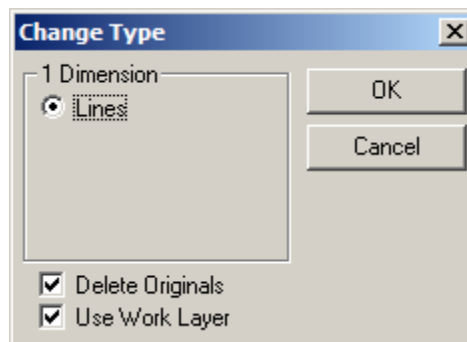 Change Type
1 Dimension
Lines
OK
Cancel
Delete Originals
Use Work Layer